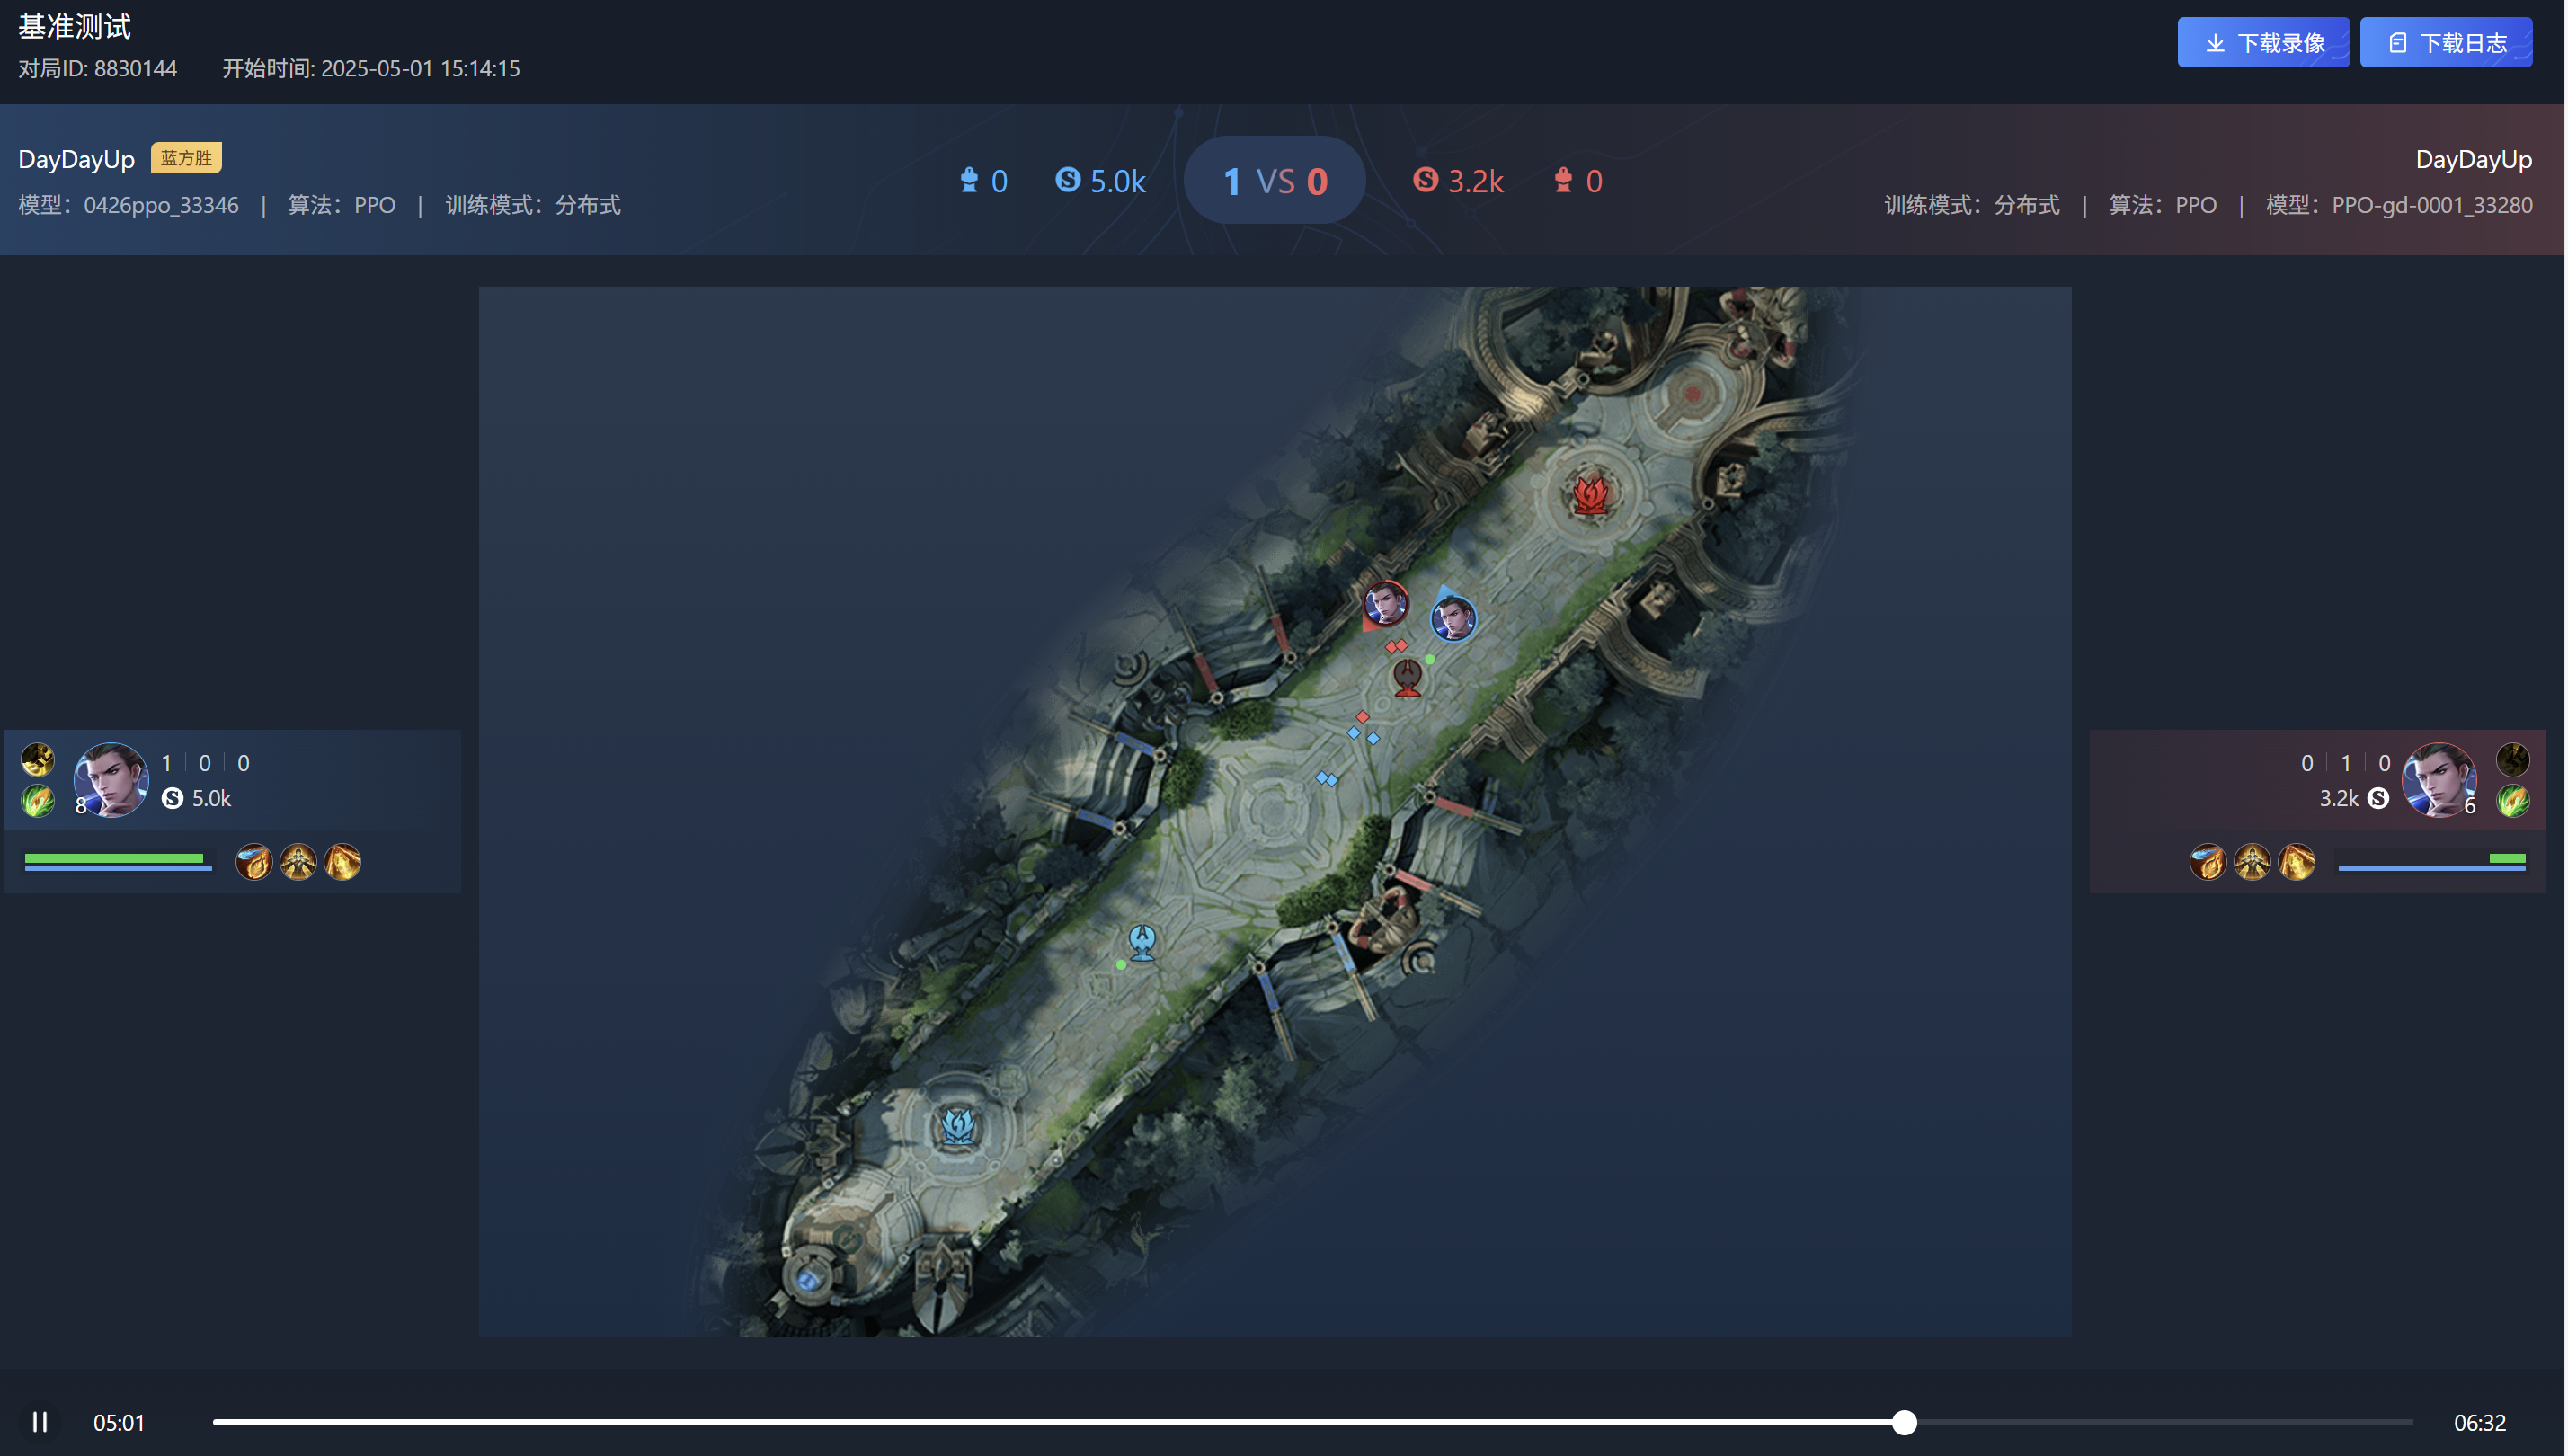 基准测试
对局ID: 8830144 | 开始时间: 2025-05-01 15:14:15
下载录像
下载日志
DayDayUp 蓝方胜
模型：0426ppo_33346 | 算法：PPO | 训练模式：分布式
0 5.0k 1 VS 0 3.2k 0
DayDayUp
训练模式：分布式 | 算法：PPO | 模型：PPO-gd-0001_33280
1 | 0 | 0
8
5.0k
0 | 1 | 0
3.2k
6
05:01
06:32